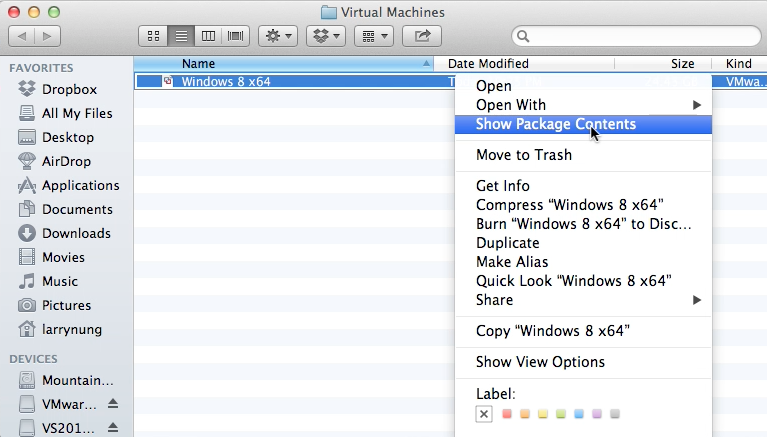 Virtual Machines
Name Date Modified Size Kind
FAVORITES
Dropbox
All My Files
Desktop
AirDrop
Applications
Documents
Downloads
Movies
Music
Pictures
larrynung
DEVICES
Mountain...
VMwar...
VS201...
Windows 8 x64 VMwa...
Open
Open With
Show Package Contents
Move to Trash
Get Info
Compress “Windows 8 x64”
Burn “Windows 8 x64” to Disc...
Duplicate
Make Alias
Quick Look “Windows 8 x64”
Share
Copy “Windows 8 x64”
Show View Options
Label: